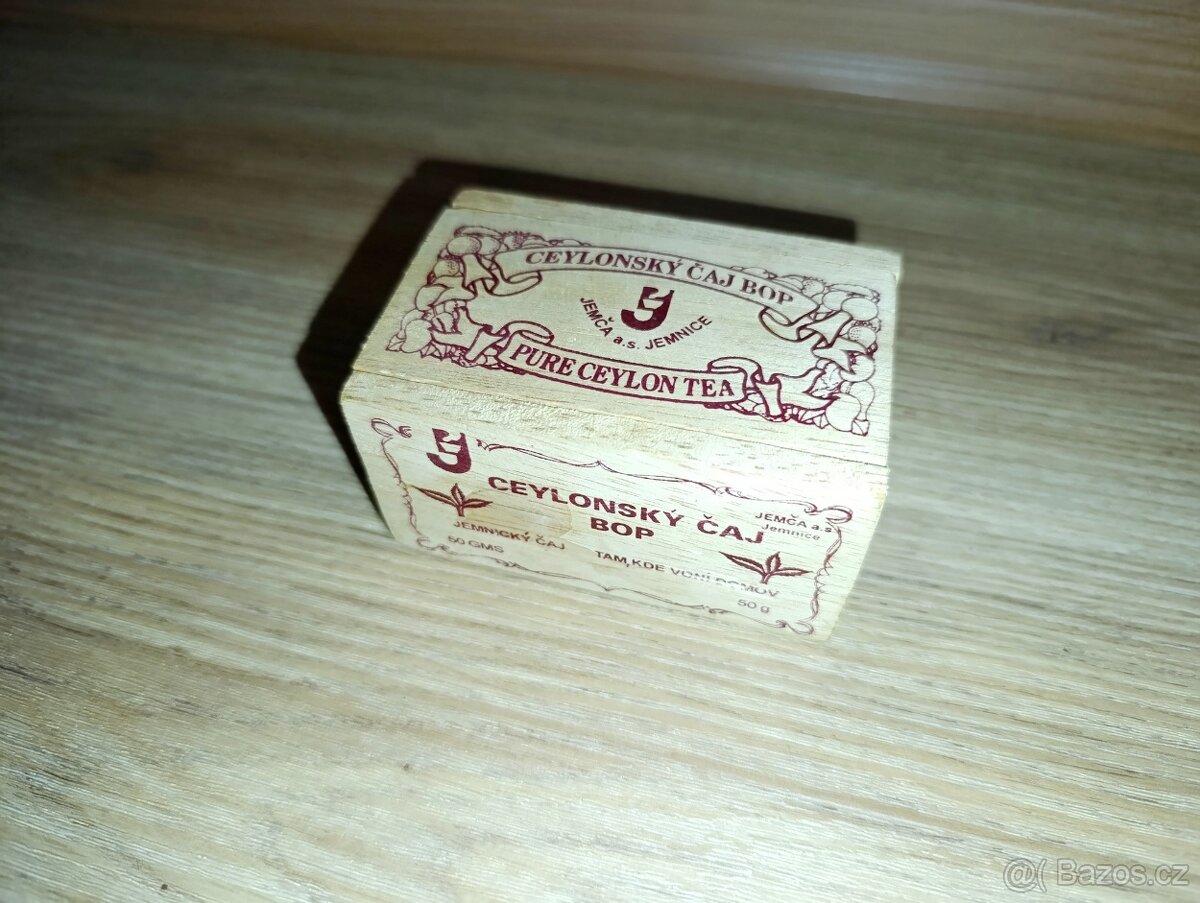 CEYLONSKÝ ČAJ BOP
JEMČA a.s. JEMNICE
PURE CEYLON TEA
CEYLONSKÝ ČAJ
BOP
JEMČA a.s.
Jemnice
JEMNICKÝ ČAJ
TAM, KDE VONÍ DOMOV
50 GMS
50 g
@( Bazos.cz